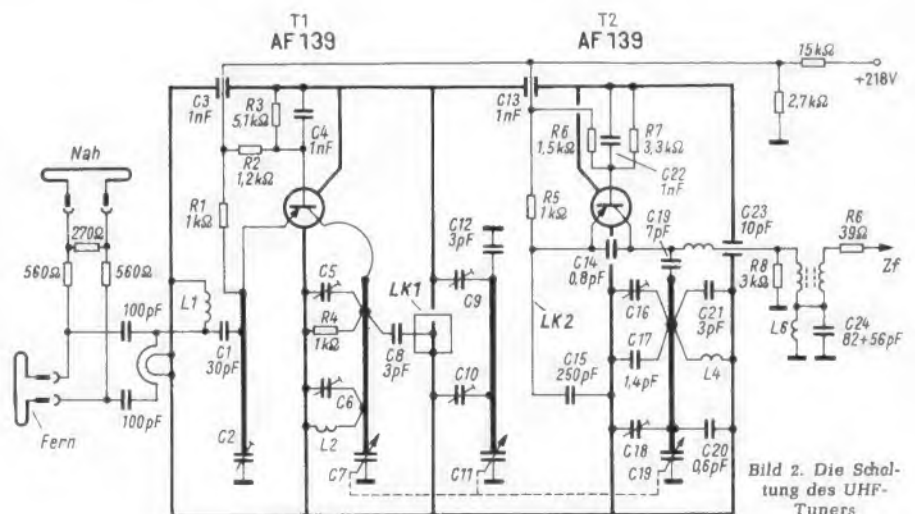 T1
AF 139
T2
AF 139
15kΩ
+218V
2,7kΩ
C3
1nF
R3
5,1kΩ
C4
1nF
R2
1,2kΩ
R1
1kΩ
C13
1nF
R6
1,5kΩ
R7
3,3kΩ
C22
1nF
R5
1kΩ
C19
7pF
C23
10pF
R6
39Ω
Zf
Nah
270Ω
560Ω
560Ω
100pF
L1
C1
30pF
C2
100pF
Fern
C5
R4
1kΩ
C6
L2
C7
C8
3pF
LK1
C12
3pF
C9
C10
C11
C14
0,8pF
LK2
C15
250pF
C16
C17
1,4pF
C18
C19
C21
3pF
L4
C20
0,6pF
R8
3kΩ
L6
C24
82+56pF
Bild 2. Die Schal-
tung des UHF-
Tuners